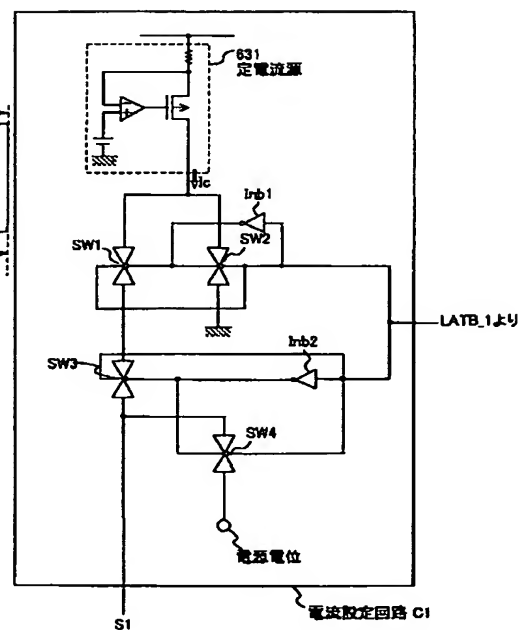 631
定電流源
Ic
Inb1
SW1
SW2
LATB_1より
Inb2
SW3
SW4
電源電位
電流設定回路 C1
S1